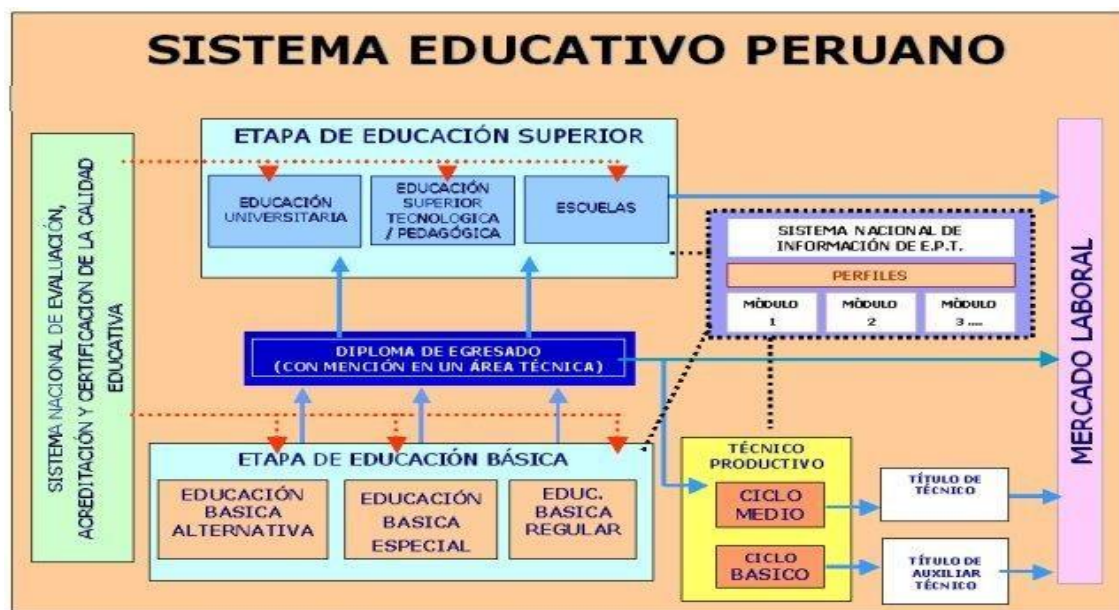 SISTEMA EDUCATIVO PERUANO
SISTEMA NACIONAL DE EVALUACIÓN,
ACREDITACIÓN Y CERTIFICACIÓN DE LA CALIDAD
EDUCATIVA
ETAPA DE EDUCACIÓN SUPERIOR
EDUCACIÓN
UNIVERSITARIA
EDUCACIÓN
SUPERIOR
TECNOLOGICA
/ PEDAGÓGICA
ESCUELAS
SISTEMA NACIONAL DE
INFORMACIÓN DE E.P.T.
PERFILES
MÒDULO
1
MÒDULO
2
MÒDULO
3 ....
DIPLOMA DE EGRESADO
(CON MENCIÓN EN UN ÁREA TÉCNICA)
ETAPA DE EDUCACIÓN BÁSICA
EDUCACIÓN
BASICA
ALTERNATIVA
EDUCACIÓN
BASICA
ESPECIAL
EDUC.
BASICA
REGULAR
TÉCNICO
PRODUCTIVO
CICLO
MEDIO
CICLO
BASICO
TÍTULO DE
TÉCNICO
TÍTULO DE
AUXILIAR
TÉCNICO
MERCADO LABORAL